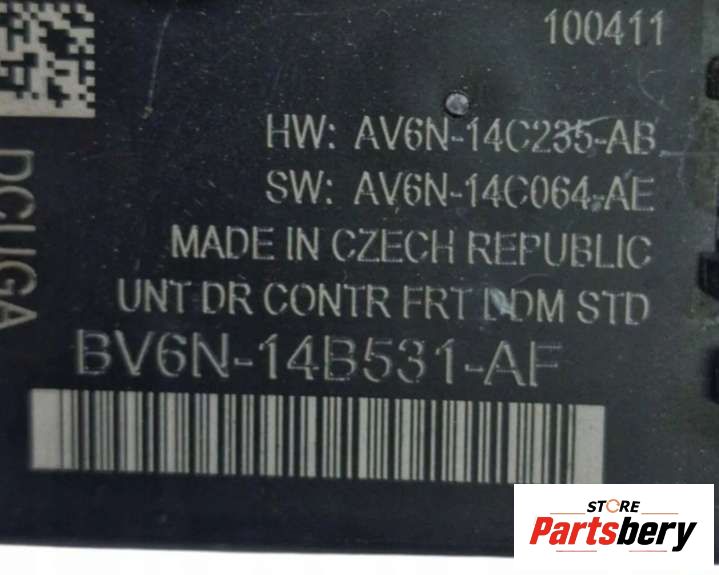 100411
HW: AV6N-14C235-AB
SW: AV6N-14C064-AE
MADE IN CZECH REPUBLIC
UNT DR CONTR FRT DDM STD
BV6N-14B531-AF
DCUGA
STORE
Partsbery